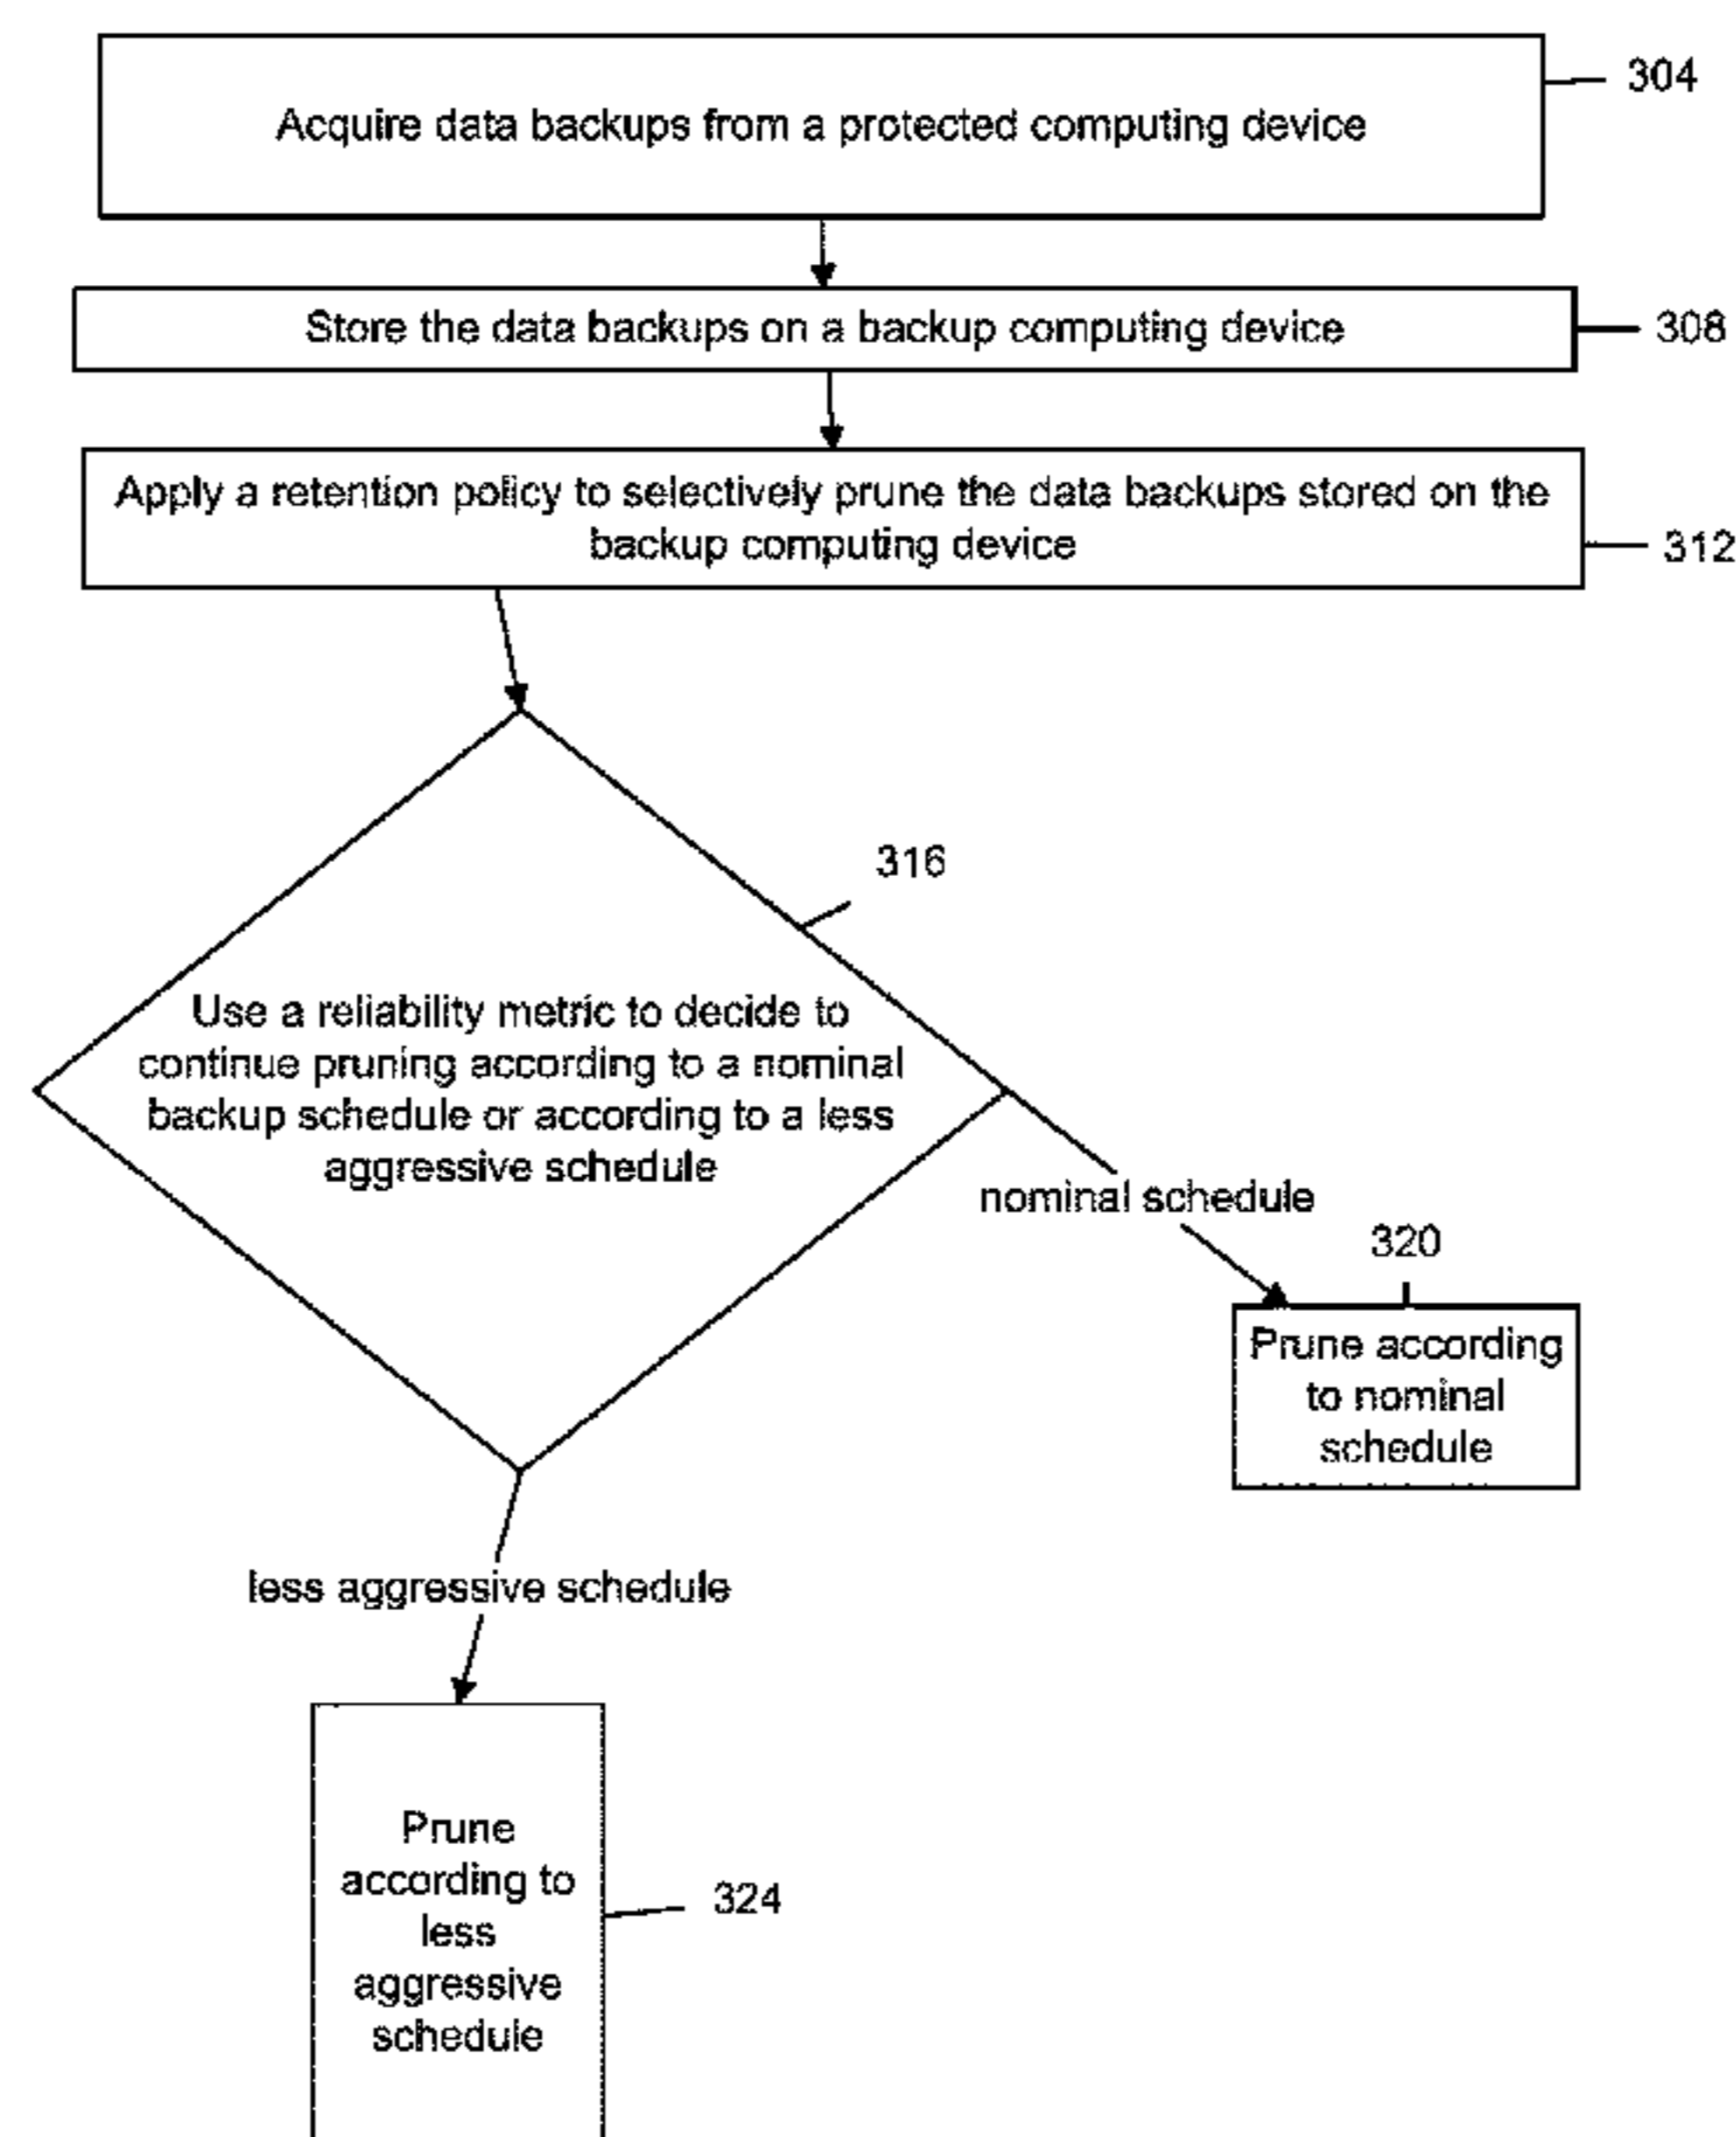 304
Acquire data backups from a protected computing device
Store the data backups on a backup computing device
308
Apply a retention policy to selectively prune the data backups stored on the
backup computing device
312
316
Use a reliability metric to decide to
continue pruning according to a nominal
backup schedule or according to a less
aggressive schedule
nominal schedule
320
Prune according
to nominal
schedule
less aggressive schedule
Prune
according to
less
aggressive
schedule
324